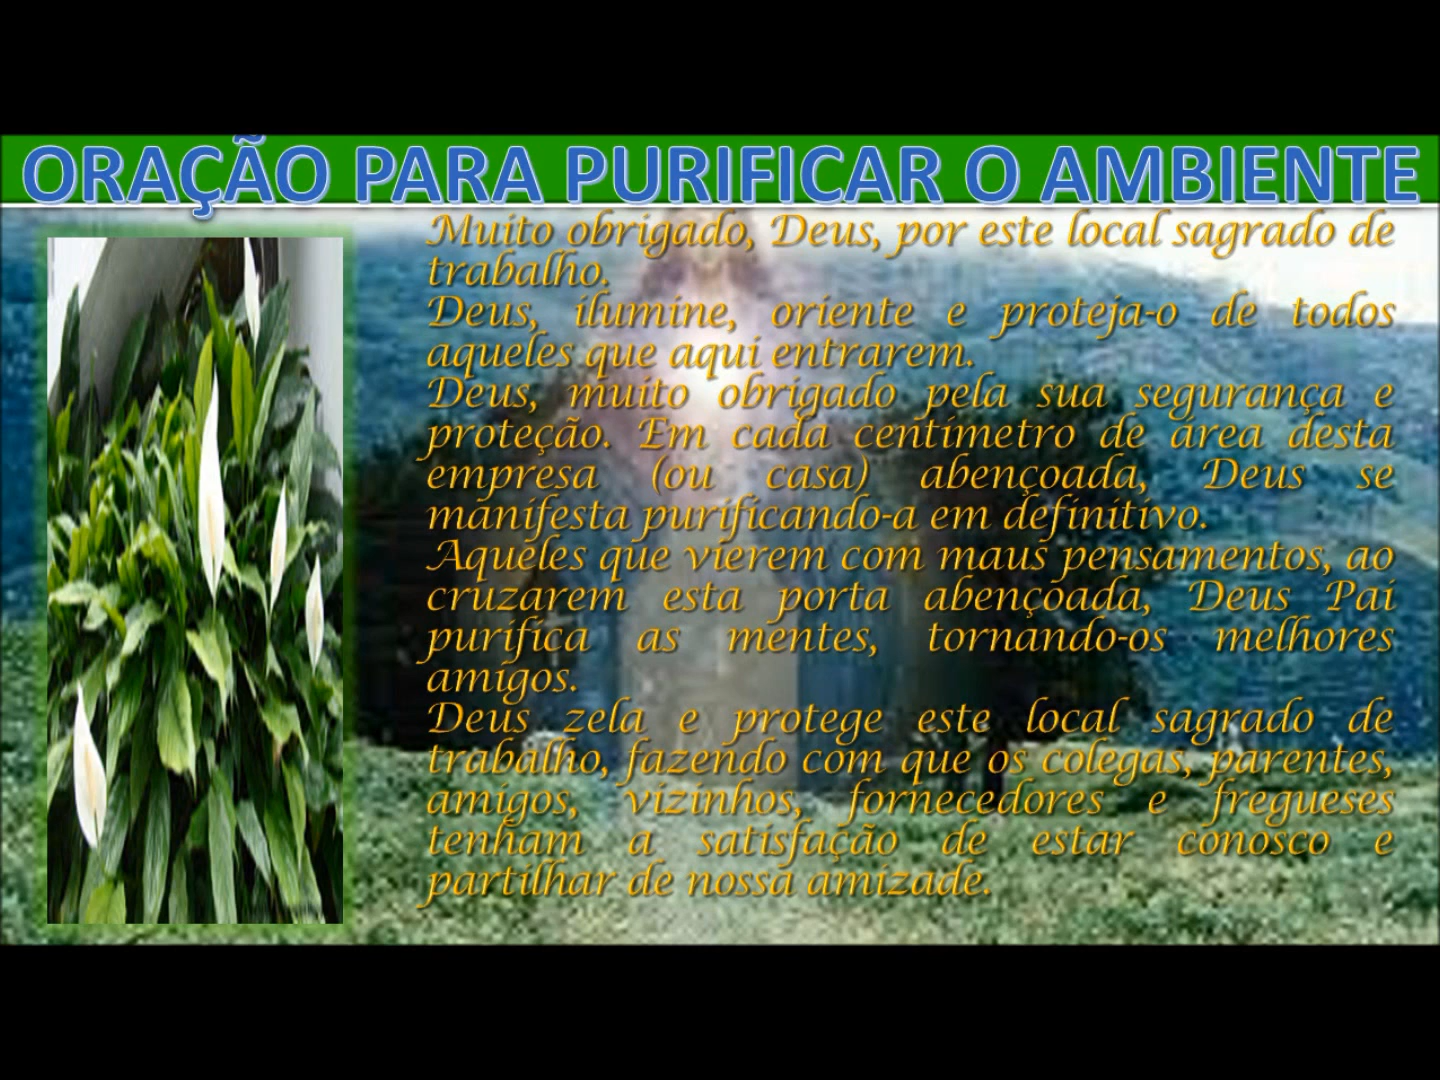 ORAÇÃO PARA PURIFICAR O AMBIENTE
Muito obrigado, Deus, por este local sagrado de
trabalho.
Deus, ilumine, oriente e proteja-o de todos
aqueles que aqui entrarem.
Deus, muito obrigado pela sua segurança e
proteção. Em cada centímetro de área desta
empresa (ou casa) abençoada, Deus se
manifesta purificando-a em definitivo.
Aqueles que vierem com maus pensamentos, ao
cruzarem esta porta abençoada, Deus Pai
purifica as mentes, tornando-os melhores
amigos.
Deus zela e protege este local sagrado de
trabalho, fazendo com que os colegas, parentes,
amigos, vizinhos, fornecedores e fregueses
tenham a satisfação de estar conosco e
partilhar de nossa amizade.